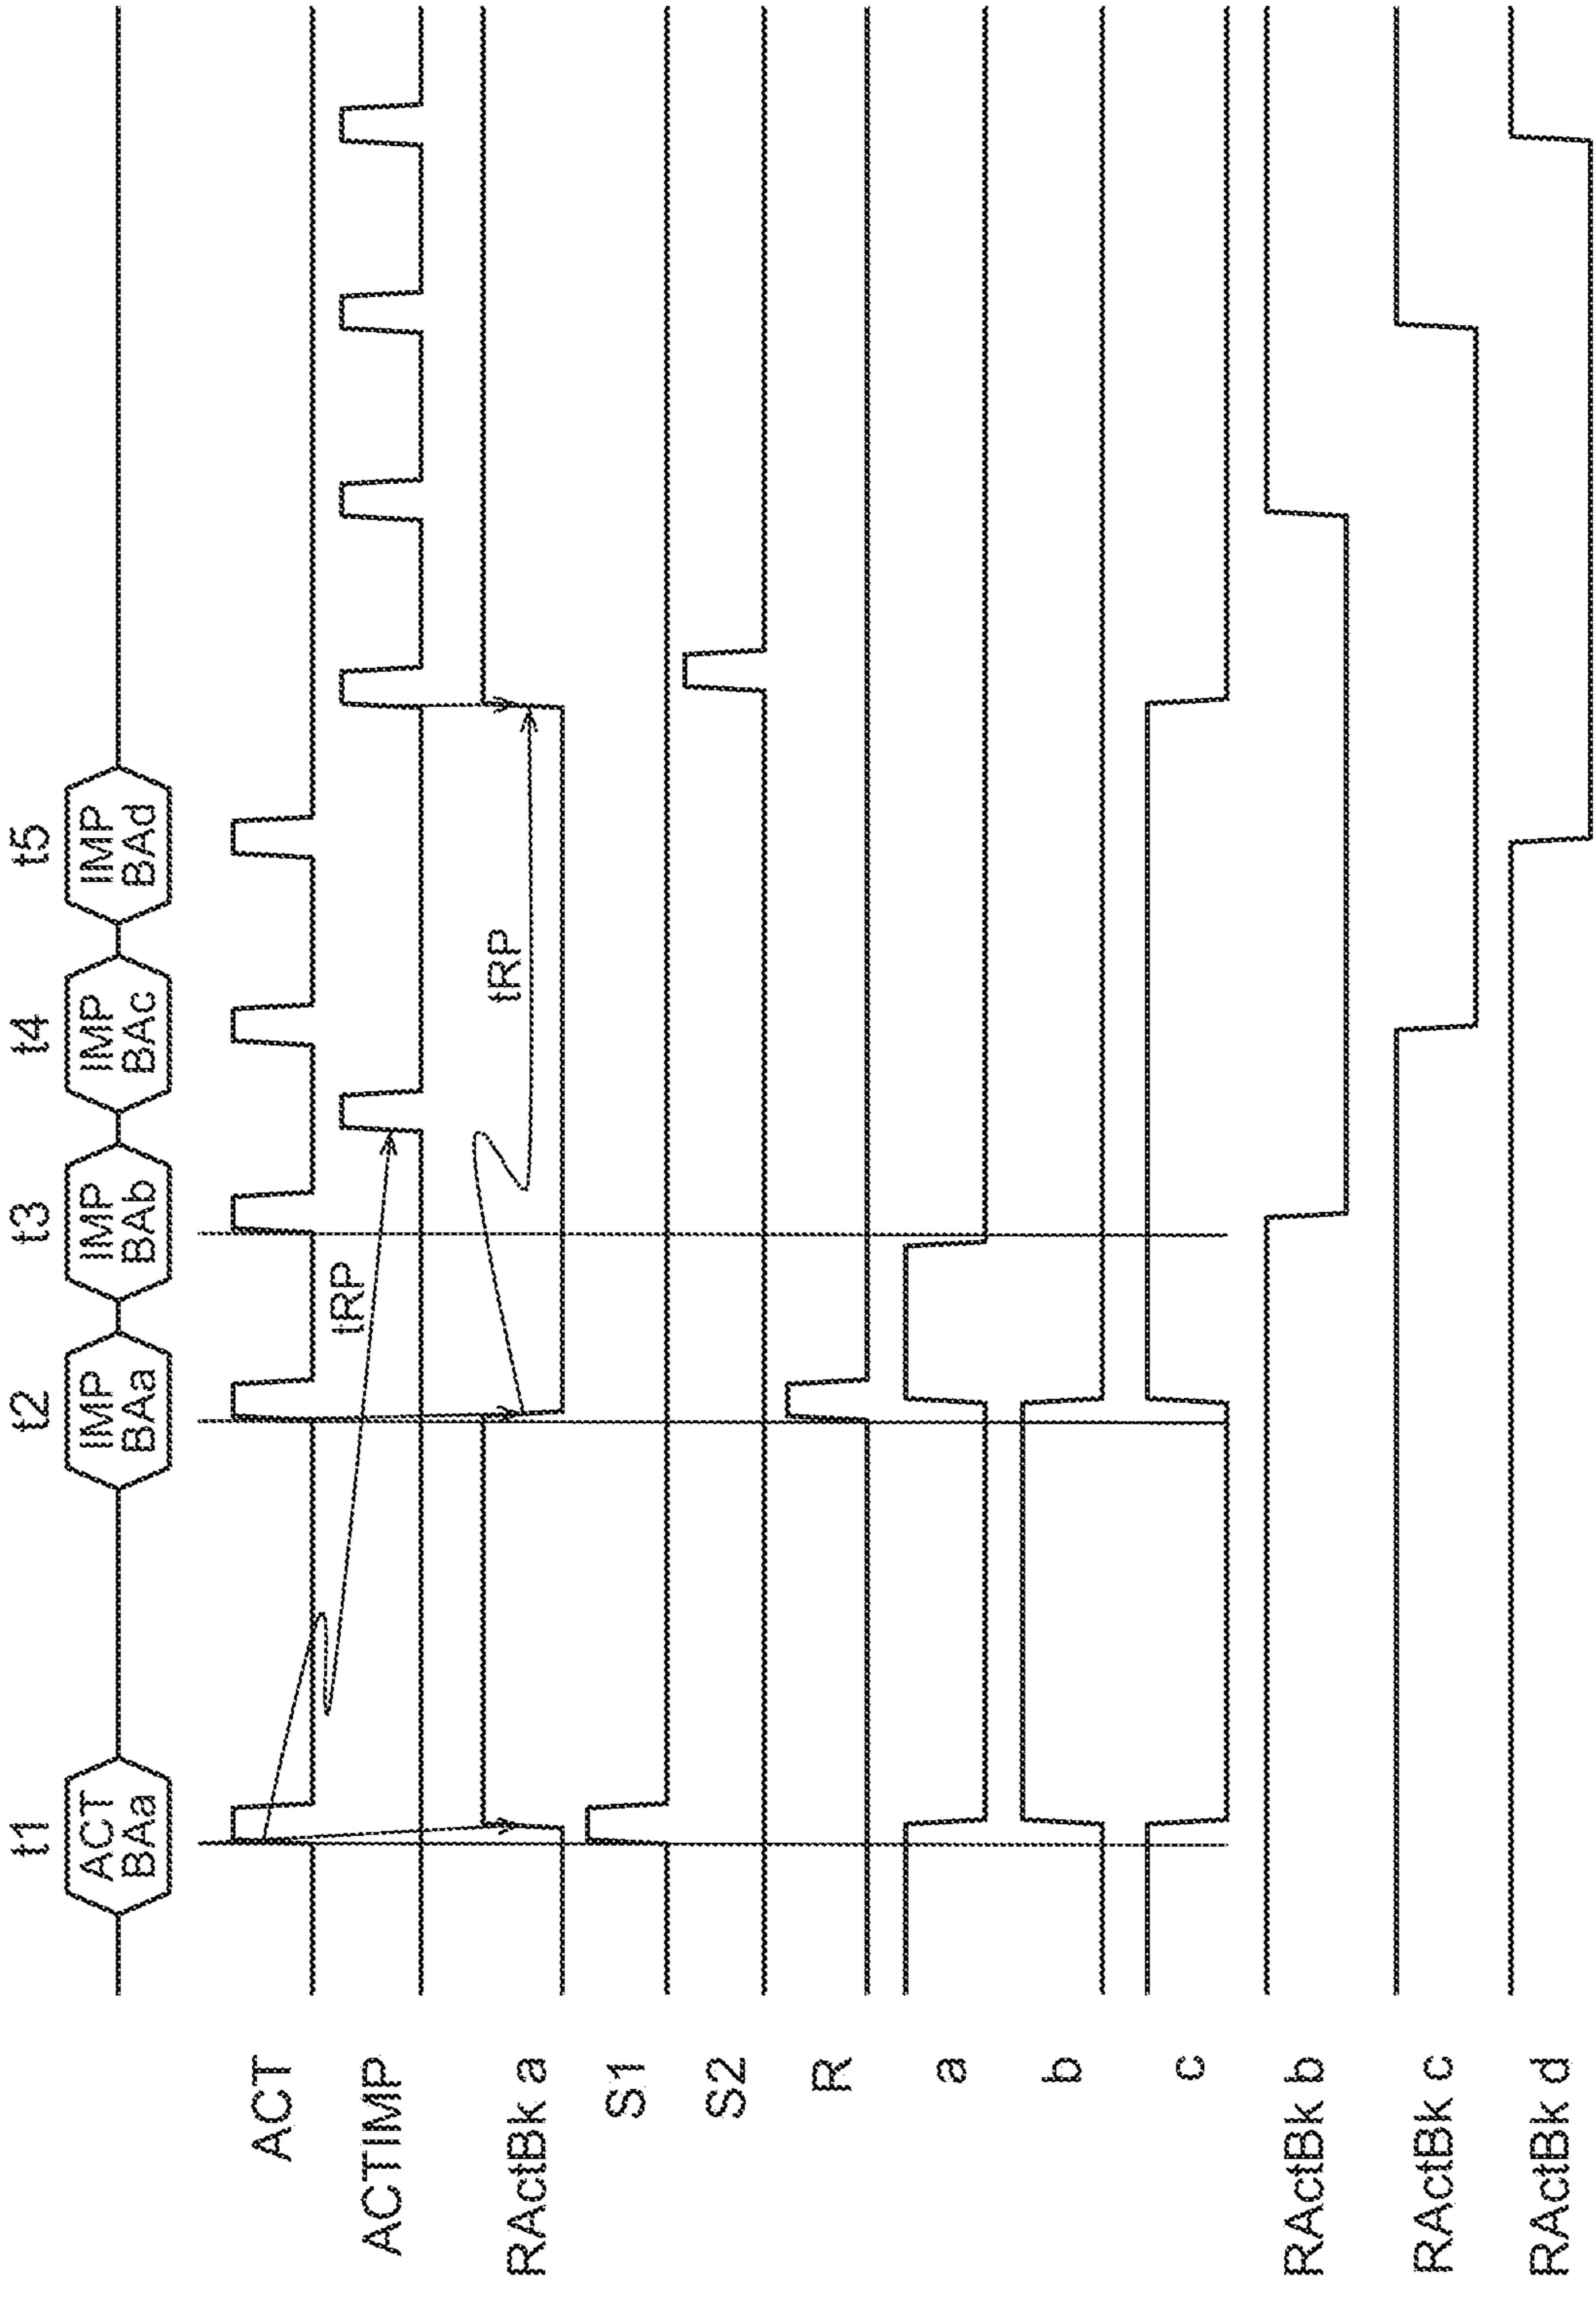 t1
t2
t3
t4
t5
ACT
BAa
IMP
BAa
IMP
BAb
IMP
BAc
IMP
BAd
ACT
ACTIMP
tRP
RActBk a
tRP
S1
S2
R
a
b
c
RActBk b
RActBk c
RActBk d